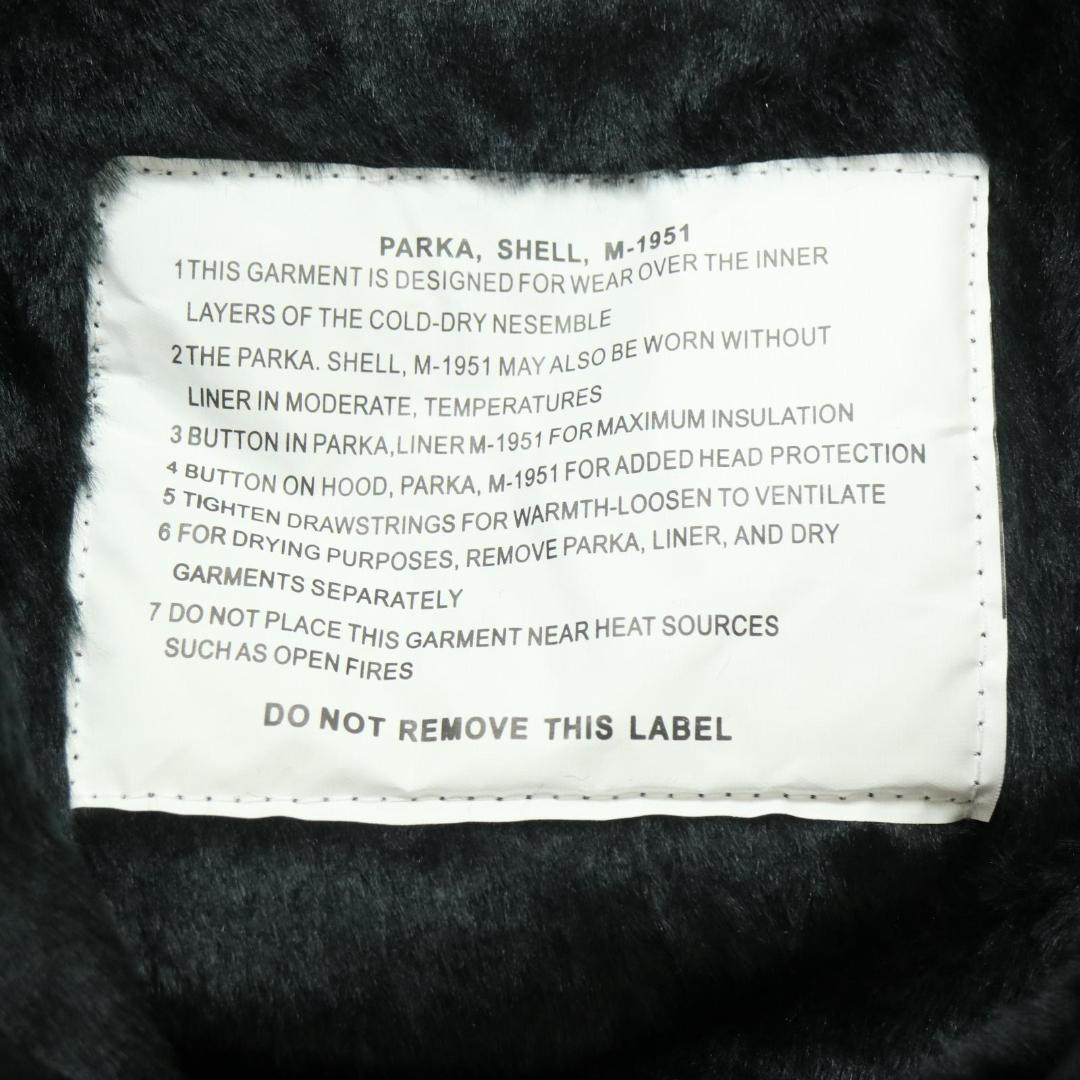 PARKA, SHELL, M-1951
1 THIS GARMENT IS DESIGNED FOR WEAR OVER THE INNER
LAYERS OF THE COLD-DRY NESEMBLE
2 THE PARKA. SHELL, M-1951 MAY ALSO BE WORN WITHOUT
LINER IN MODERATE, TEMPERATURES
3 BUTTON IN PARKA, LINER M-1951 FOR MAXIMUM INSULATION
4 BUTTON ON HOOD, PARKA, M-1951 FOR ADDED HEAD PROTECTION
5 TIGHTEN DRAWSTRINGS FOR WARMTH-LOOSEN TO VENTILATE
6 FOR DRYING PURPOSES, REMOVE PARKA, LINER, AND DRY
GARMENTS SEPARATELY
7 DO NOT PLACE THIS GARMENT NEAR HEAT SOURCES
SUCH AS OPEN FIRES
DO NOT REMOVE THIS LABEL